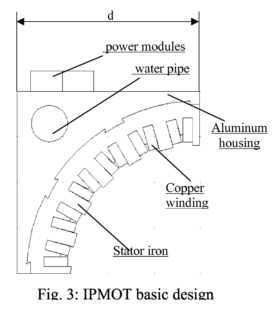 d
power modules
water pipe
Aluminum
housing
Copper
winding
Stator iron
Fig. 3: IPMOT basic design